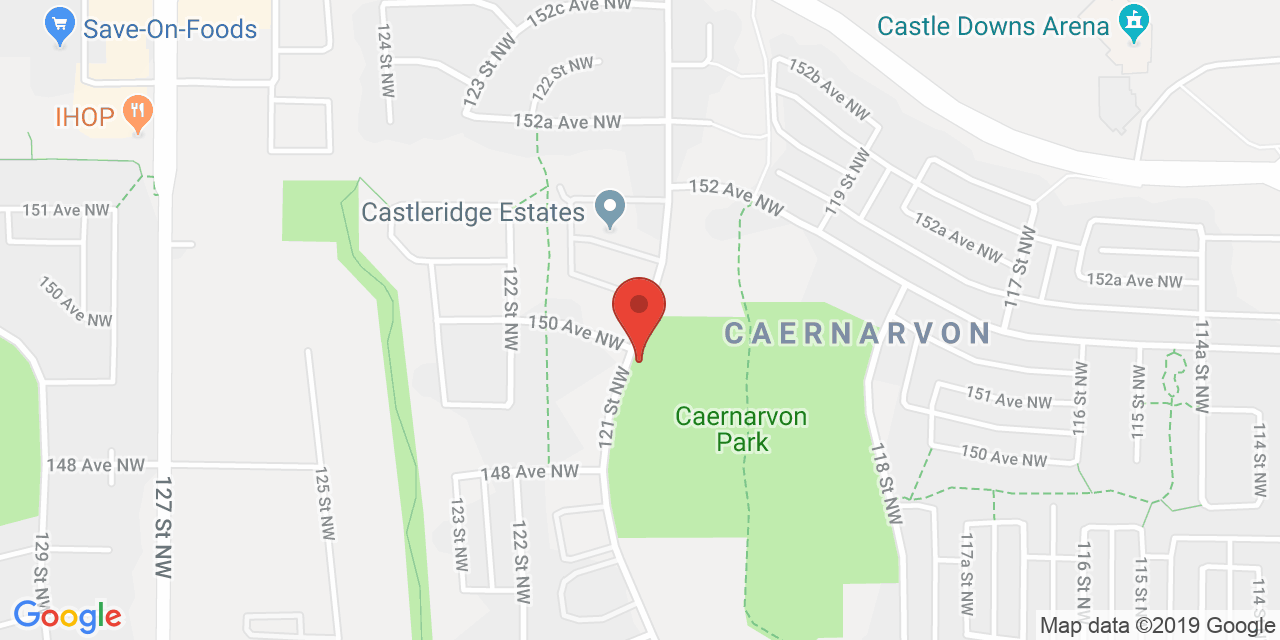 152c Ave NW
Save-On-Foods
124 St NW
123 St NW
122 St NW
Castle Downs Arena
152b Ave NW
IHOP
152a Ave NW
119 St NW
152 Ave NW
151 Ave NW
Castleridge Estates
152a Ave NW
117 St NW
152a Ave NW
150 Ave NW
122 St NW
150 Ave NW
CAERNARVON
114a St NW
121 St NW
151 Ave NW
116 St NW
115 St NW
Caernarvon
Park
114 St NW
150 Ave NW
148 Ave NW
148 Ave NW
118 St NW
125 St NW
127 St NW
123 St NW
122 St NW
129 St NW
117a St NW
116 St NW
115 St NW
114 St
Google
Map data ©2019 Google